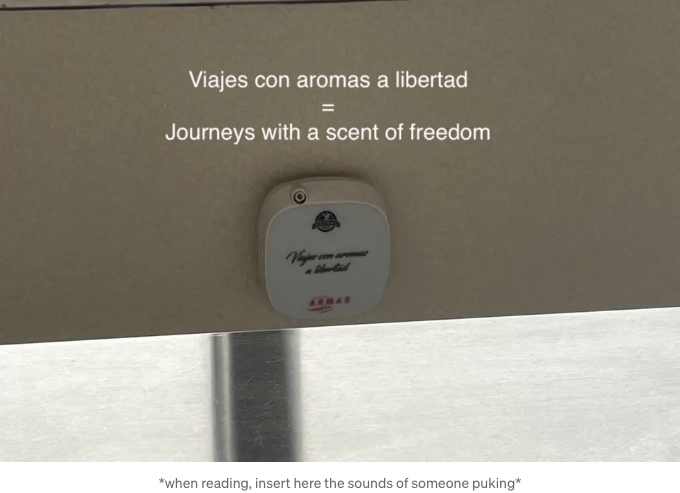 Viajes con aromas a libertad
=
Journeys with a scent of freedom
Viajes con aromas
a libertad
ARMAS
*when reading, insert here the sounds of someone puking*